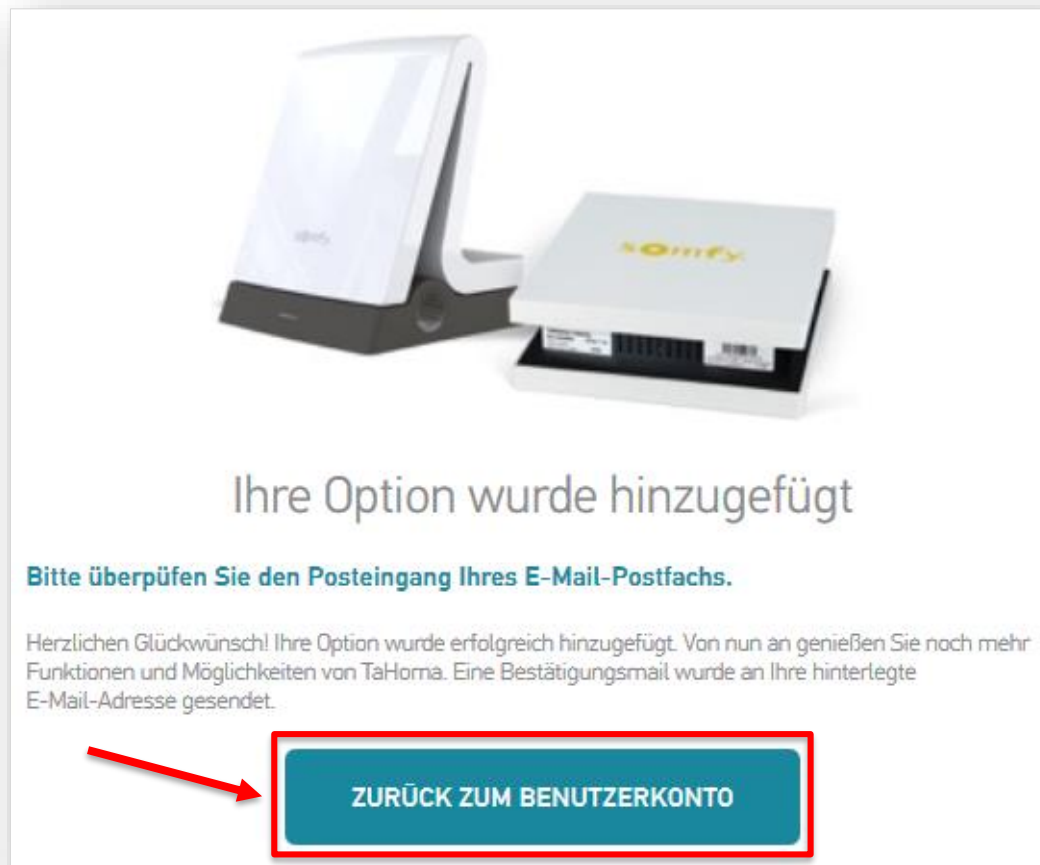 somfy.
somfy.
Ihre Option wurde hinzugefügt
Bitte überpüfen Sie den Posteingang Ihres E-Mail-Postfachs.
Herzlichen Glückwünsch! Ihre Option wurde erfolgreich hinzugefügt. Von nun an genießen Sie noch mehr
Funktionen und Möglichkeiten von TaHoma. Eine Bestätigungsmail wurde an Ihre hinterlegte
E-Mail-Adresse gesendet.
ZURÜCK ZUM BENUTZERKONTO